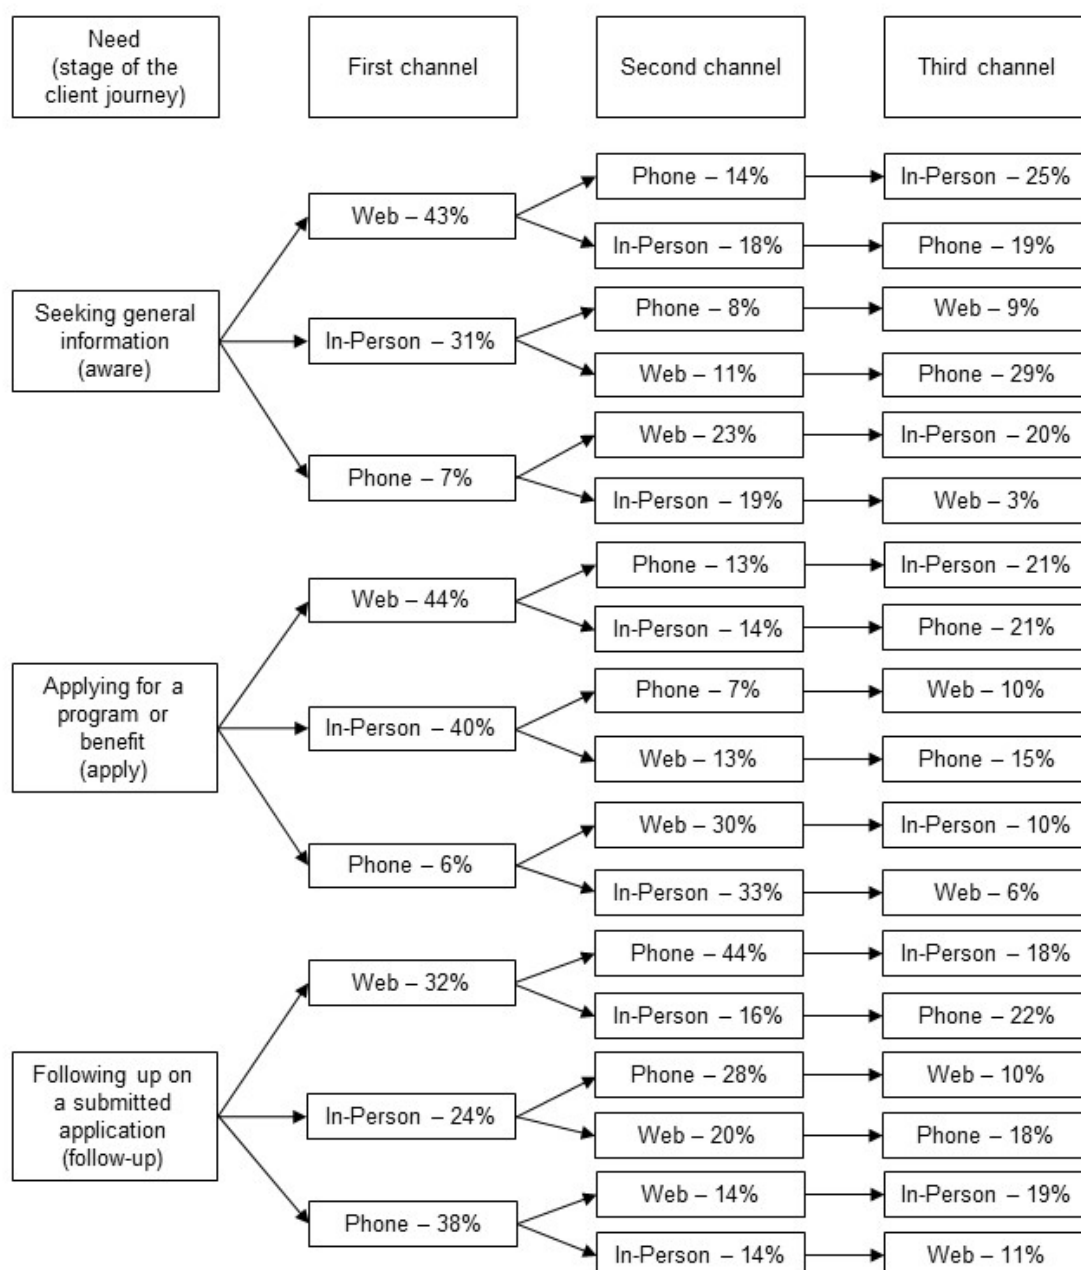 Need
(stage of the
client journey)
First channel
Second channel
Third channel
Seeking general
information
(aware)
Web – 43%
Phone – 14%
In-Person – 25%
In-Person – 18%
Phone – 19%
In-Person – 31%
Phone – 8%
Web – 9%
Web – 11%
Phone – 29%
Phone – 7%
Web – 23%
In-Person – 20%
In-Person – 19%
Web – 3%
Applying for a
program or
benefit
(apply)
Web – 44%
Phone – 13%
In-Person – 21%
In-Person – 14%
Phone – 21%
In-Person – 40%
Phone – 7%
Web – 10%
Web – 13%
Phone – 15%
Phone – 6%
Web – 30%
In-Person – 10%
In-Person – 33%
Web – 6%
Following up on
a submitted
application
(follow-up)
Web – 32%
Phone – 44%
In-Person – 18%
In-Person – 16%
Phone – 22%
In-Person – 24%
Phone – 28%
Web – 10%
Web – 20%
Phone – 18%
Phone – 38%
Web – 14%
In-Person – 19%
In-Person – 14%
Web – 11%